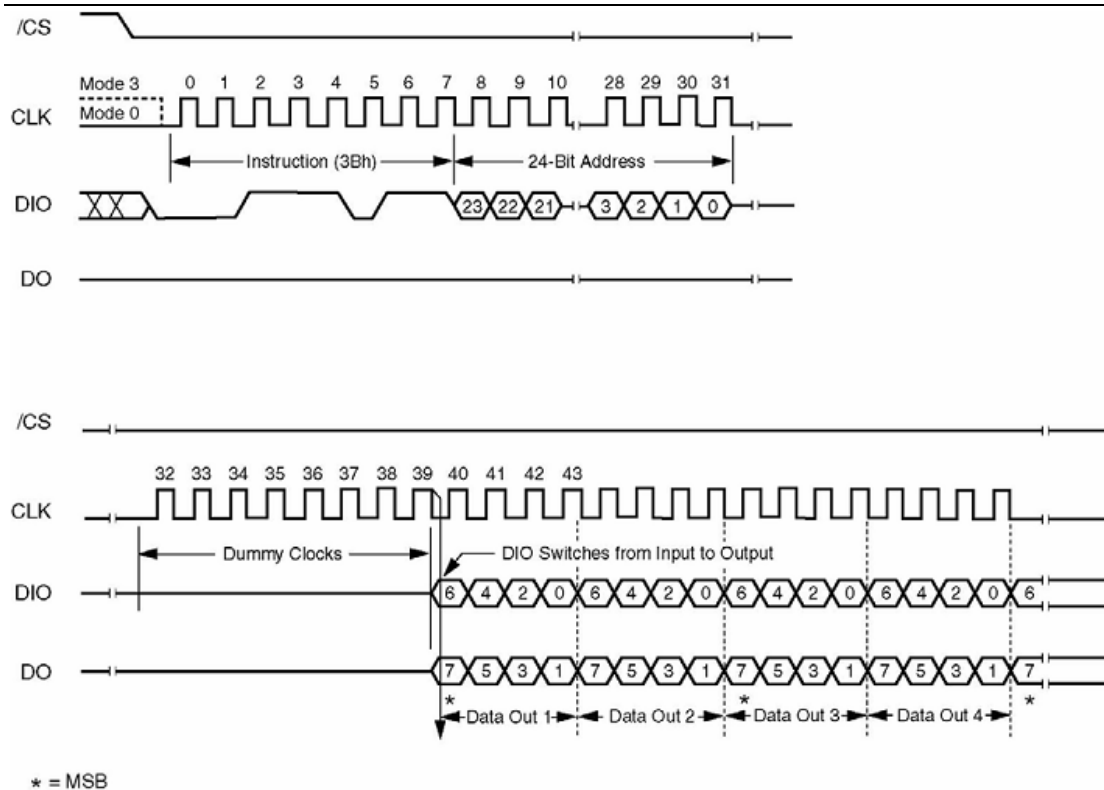 /CS
Mode 3
Mode 0
0 1 2 3 4 5 6 7 8 9 10 28 29 30 31
CLK
Instruction (3Bh)
24-Bit Address
DIO
23 22 21 3 2 1 0
DO
/CS
32 33 34 35 36 37 38 39 40 41 42 43
CLK
Dummy Clocks
DIO Switches from Input to Output
DIO
6 4 2 0 6 4 2 0 6 4 2 0 6 4 2 0 6
DO
7 5 3 1 7 5 3 1 7 5 3 1 7 5 3 1 7
* * *
Data Out 1 Data Out 2 Data Out 3 Data Out 4
* = MSB